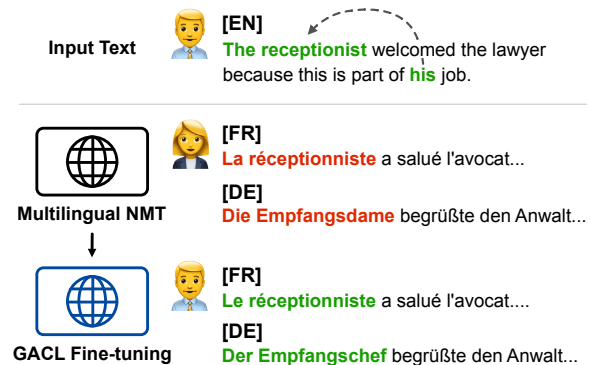 Input Text
[EN]
The receptionist welcomed the lawyer
because this is part of his job.
[FR]
La réceptionniste a salué l'avocat...
[DE]
Die Empfangsdame begrüßte den Anwalt...
Multilingual NMT
[FR]
Le réceptionniste a salué l'avocat....
[DE]
Der Empfangschef begrüßte den Anwalt...
GACL Fine-tuning